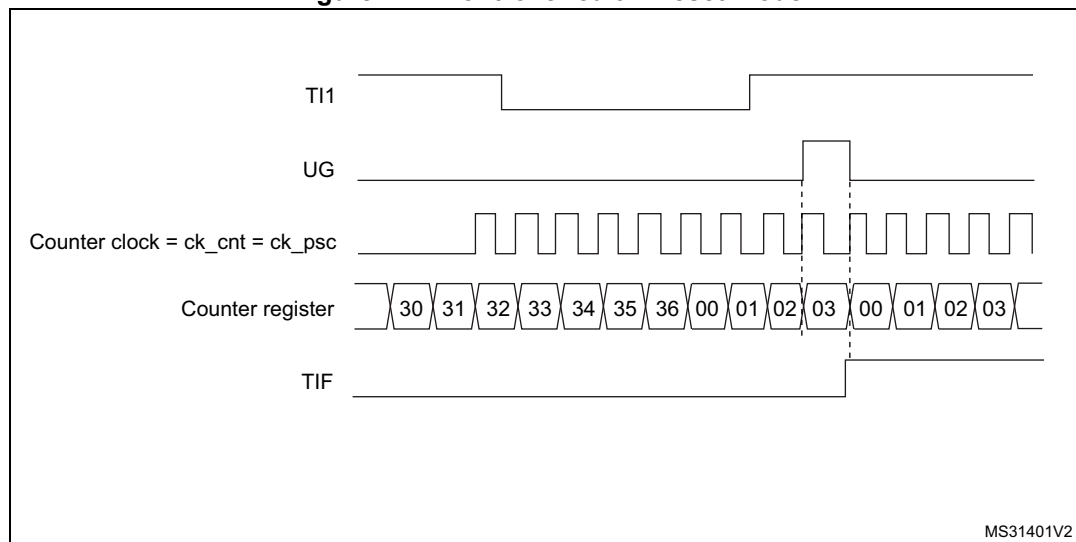 TI1
UG
Counter clock = ck_cnt = ck_psc
Counter register 30 31 32 33 34 35 36 00 01 02 03 00 01 02 03
TIF
MS31401V2